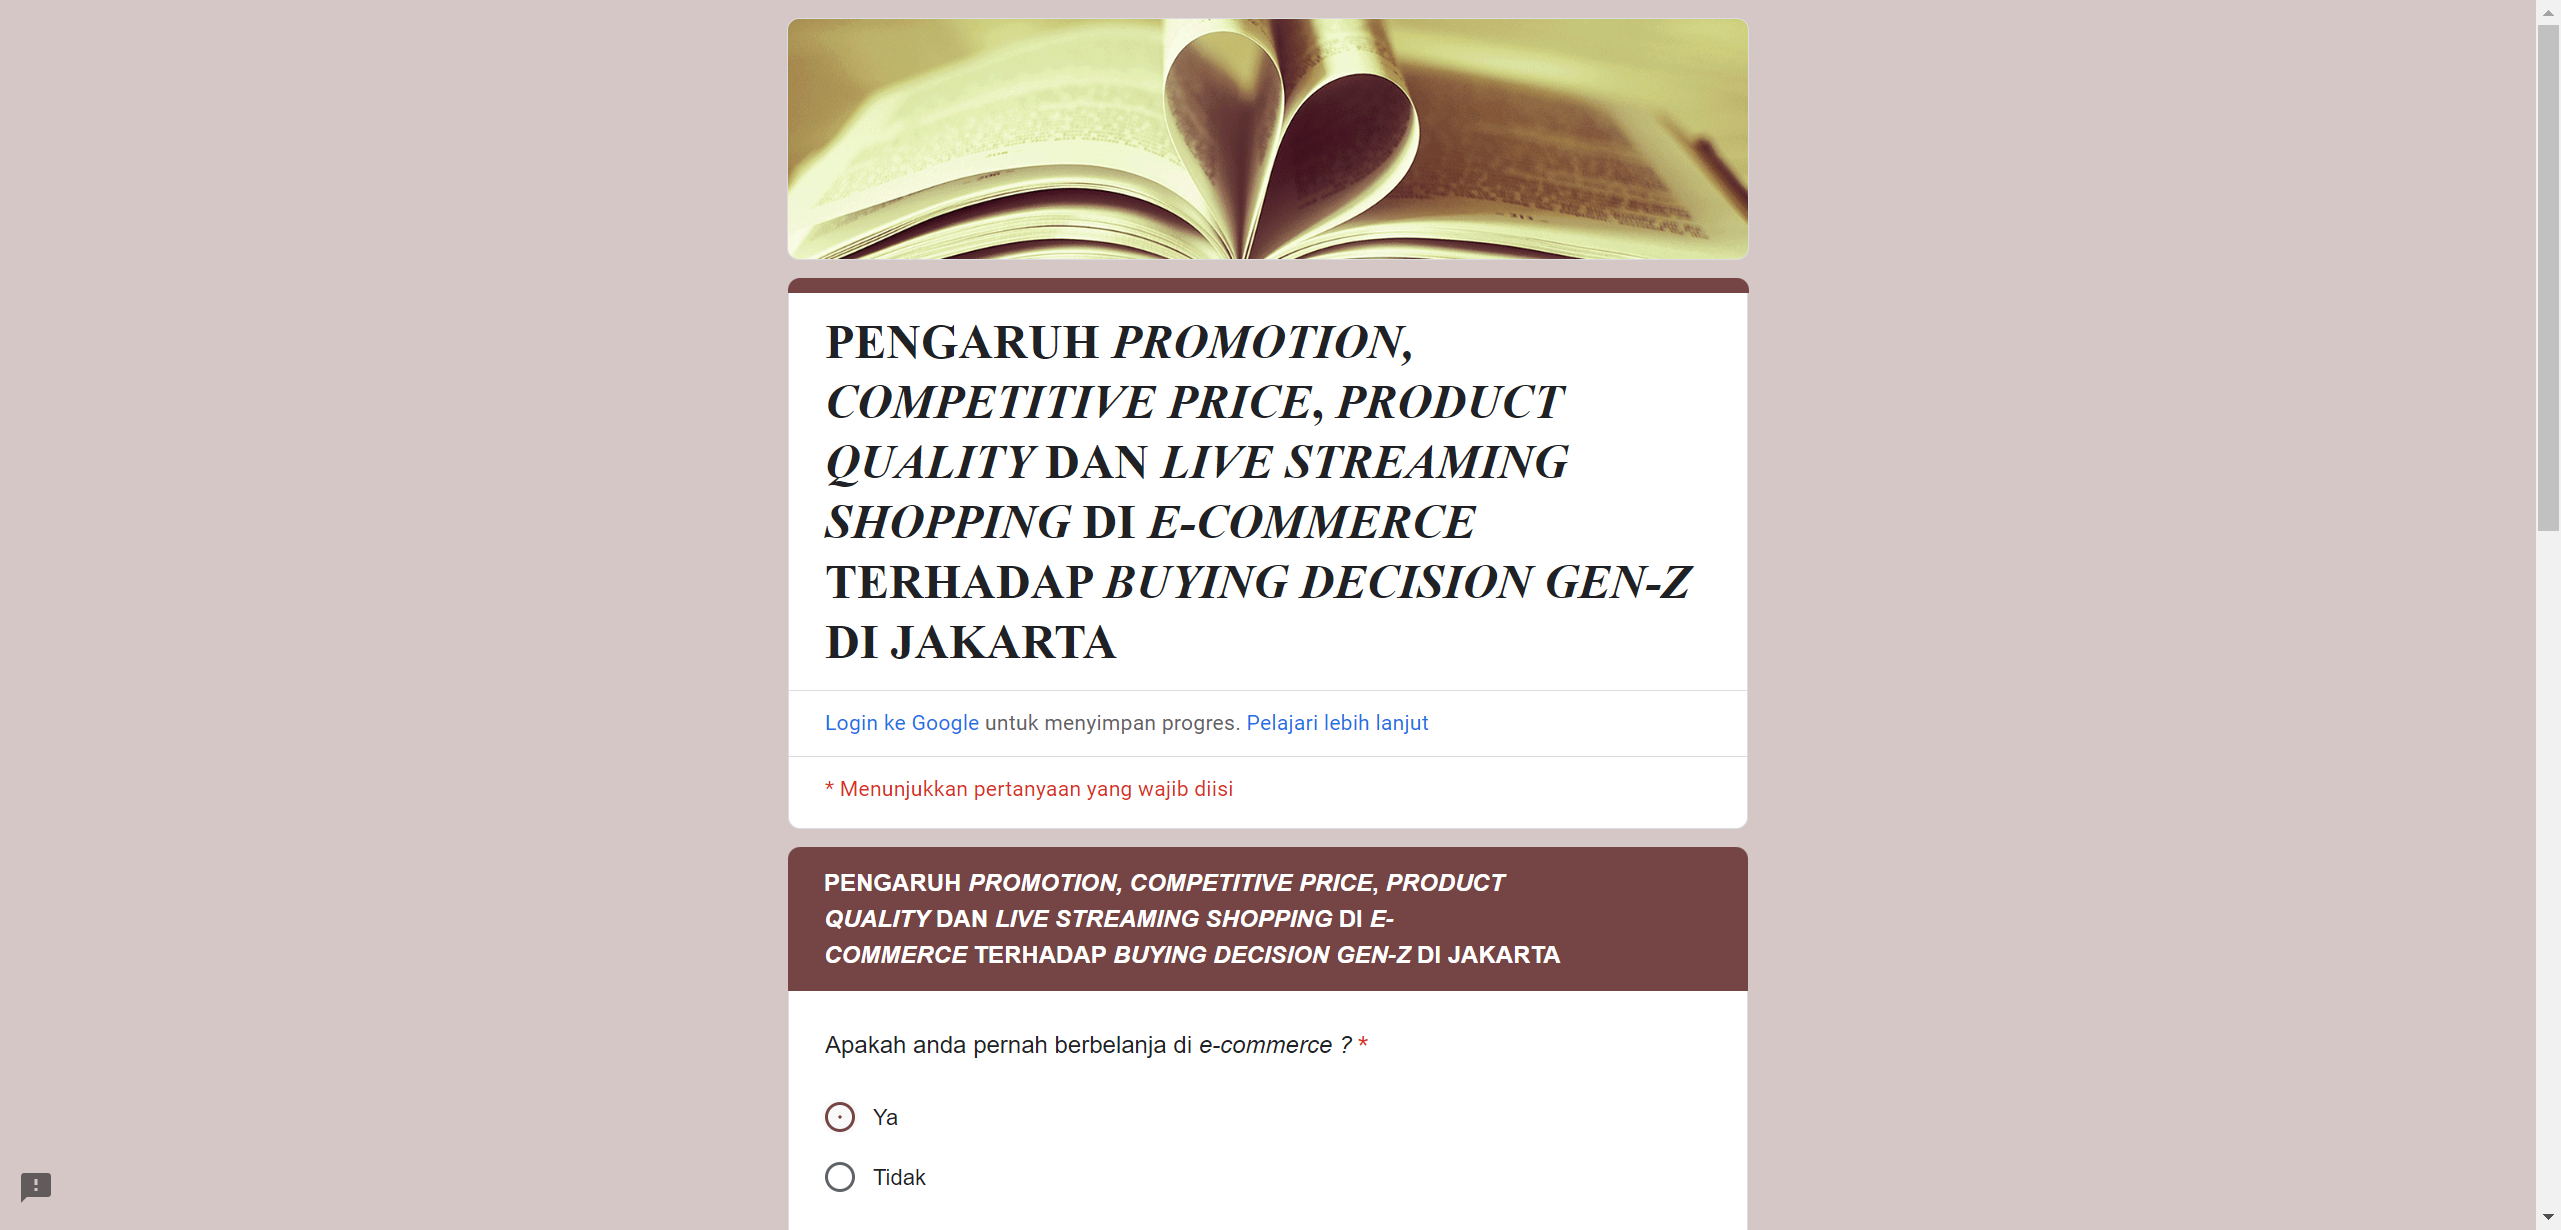 PENGARUH PROMOTION,
COMPETITIVE PRICE, PRODUCT
QUALITY DAN LIVE STREAMING
SHOPPING DI E-COMMERCE
TERHADAP BUYING DECISION GEN-Z
DI JAKARTA
Login ke Google untuk menyimpan progres. Pelajari lebih lanjut
* Menunjukkan pertanyaan yang wajib diisi
PENGARUH PROMOTION, COMPETITIVE PRICE, PRODUCT
QUALITY DAN LIVE STREAMING SHOPPING DI E-
COMMERCE TERHADAP BUYING DECISION GEN-Z DI JAKARTA
Apakah anda pernah berbelanja di e-commerce ? *
Ya
Tidak